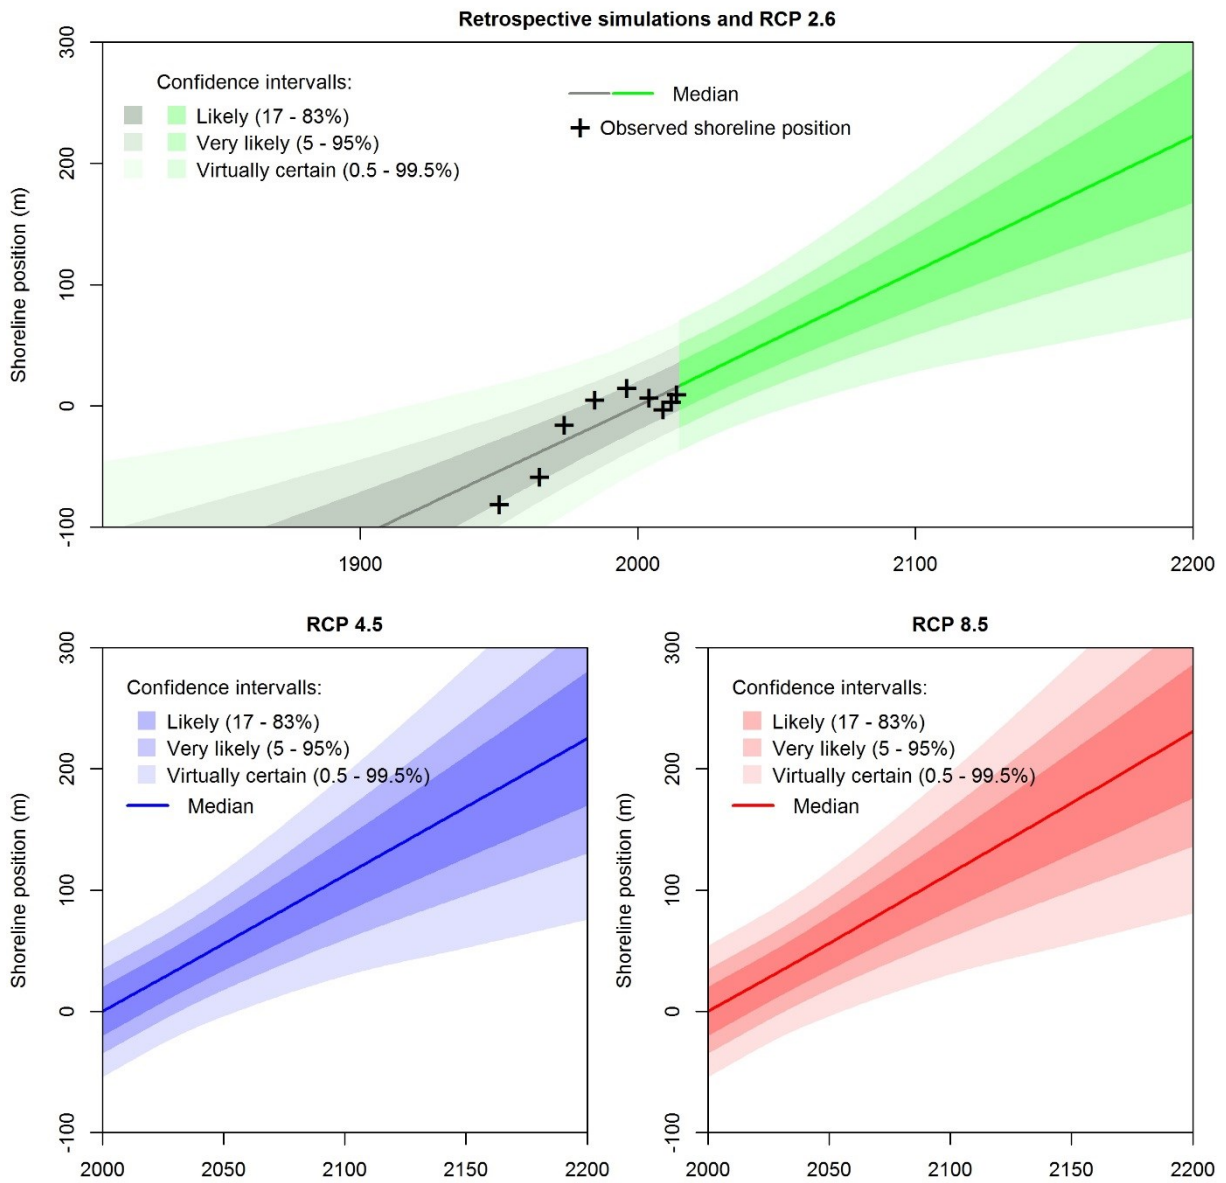 Retrospective simulations and RCP 2.6
Shoreline position (m)
300
200
100
0
-100
Confidence intervalls:
Likely (17 - 83%)
Very likely (5 - 95%)
Virtually certain (0.5 - 99.5%)
Median
Observed shoreline position
1900
2000
2100
2200
RCP 4.5
Shoreline position (m)
300
200
100
0
-100
Confidence intervalls:
Likely (17 - 83%)
Very likely (5 - 95%)
Virtually certain (0.5 - 99.5%)
Median
2000
2050
2100
2150
2200
RCP 8.5
Shoreline position (m)
300
200
100
0
-100
Confidence intervalls:
Likely (17 - 83%)
Very likely (5 - 95%)
Virtually certain (0.5 - 99.5%)
Median
2000
2050
2100
2150
2200